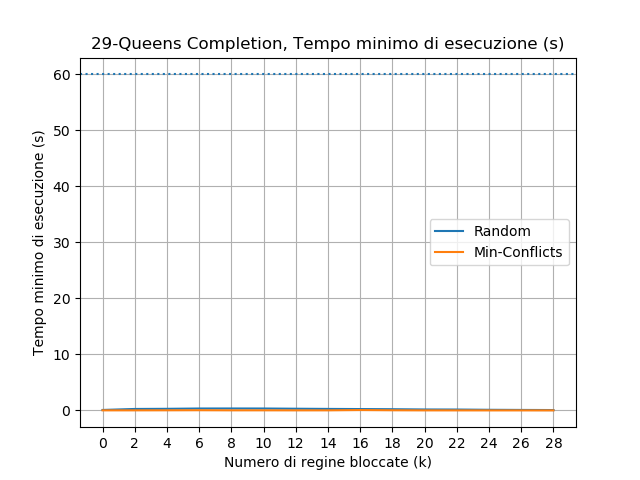 29-Queens Completion, Tempo minimo di esecuzione (s)
60
50
40
30
20
10
0
Tempo minimo di esecuzione (s)
Random
Min-Conflicts
0 2 4 6 8 10 12 14 16 18 20 22 24 26 28
Numero di regine bloccate (k)